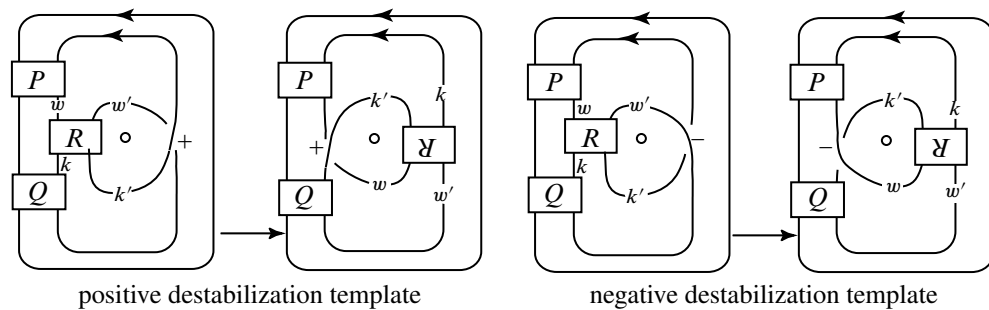 P P P P
w w' k' k w w' k' k
R + + R R − − R
k k
Q k' Q w w' Q k' Q w w'
positive destabilization template negative destabilization template